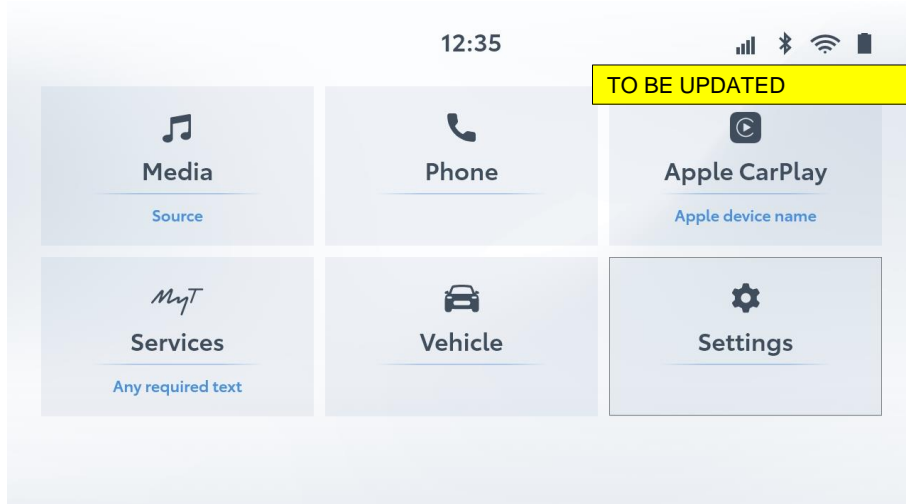 12:35
TO BE UPDATED
Media
Phone
Apple CarPlay
Source
Apple device name
MyT
Services
Vehicle
Settings
Any required text